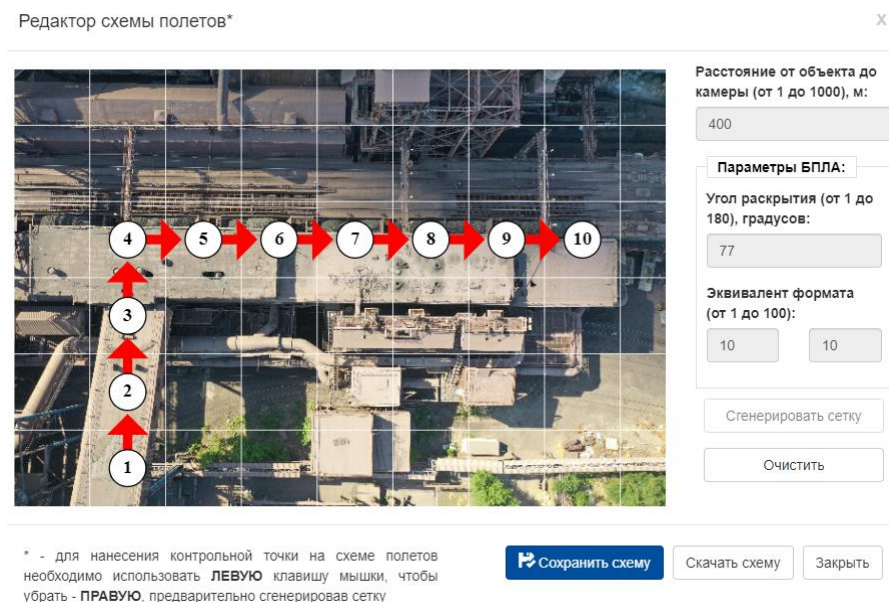 Редактор схемы полетов*
x
Расстояние от объекта до
камеры (от 1 до 1000), м:
400
Параметры БПЛА:
Угол раскрытия (от 1 до
180), градусов:
77
Эквивалент формата
(от 1 до 100):
10 10
Сгенерировать сетку
Очистить
4 5 6 7 8 9 10
3
2
1
* - для нанесения контрольной точки на схеме полетов
необходимо использовать ЛЕВУЮ клавишу мышки, чтобы
убрать - ПРАВУЮ, предварительно сгенерировав сетку
Сохранить схему
Скачать схему
Закрыть